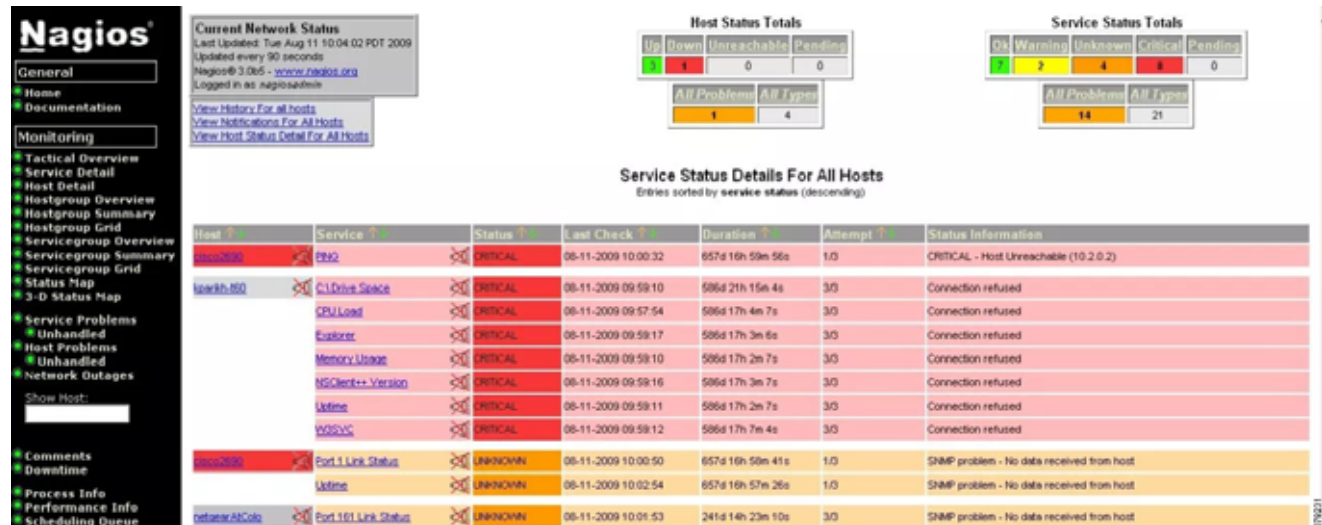 Nagios®
General
Home
Documentation
Monitoring
Tactical Overview
Service Detail
Host Detail
Hostgroup Overview
Hostgroup Summary
Hostgroup Grid
Servicegroup Overview
Servicegroup Summary
Servicegroup Grid
Status Map
3-D Status Map
Service Problems
Unhandled
Host Problems
Unhandled
Network Outages
Show Host:
Comments
Downtime
Process Info
Performance Info
Scheduling Queue
Current Network Status
Last Updated: Tue Aug 11 10:04:02 PDT 2009
Updated every 90 seconds
Nagios® 3.0b5 - www.nagios.org
Logged in as nagiosadmin
View History For all hosts
View Notifications For All Hosts
View Host Status Detail For All Hosts
Host Status Totals
Up Down Unreachable Pending
3 1 0 0
All Problems All Types
1 4
Service Status Totals
Ok Warning Unknown Critical Pending
7 2 4 8 0
All Problems All Types
14 21
Service Status Details For All Hosts
Entries sorted by service status (descending)
Host Service Status Last Check Duration Attempt Status Information
cisco2690 PING CRITICAL 08-11-2009 10:00:32 657d 16h 59m 56s 1/3 CRITICAL - Host Unreachable (10.2.0.2)
kparikh-t60 C:\ Drive Space CRITICAL 08-11-2009 09:59:10 586d 21h 15m 4s 3/3 Connection refused
CPU Load CRITICAL 08-11-2009 09:57:54 586d 17h 4m 7s 3/3 Connection refused
Explorer CRITICAL 08-11-2009 09:59:17 586d 17h 3m 6s 3/3 Connection refused
Memory Usage CRITICAL 08-11-2009 09:59:10 586d 17h 2m 7s 3/3 Connection refused
NSClient++ Version CRITICAL 08-11-2009 09:59:16 586d 17h 3m 7s 3/3 Connection refused
Uptime CRITICAL 08-11-2009 09:59:11 586d 17h 2m 7s 3/3 Connection refused
W3SVC CRITICAL 08-11-2009 09:59:12 586d 17h 7m 4s 3/3 Connection refused
cisco2690 Port 1 Link Status UNKNOWN 08-11-2009 10:00:50 657d 16h 58m 41s 1/3 SNMP problem - No data received from host
Uptime UNKNOWN 08-11-2009 10:02:54 657d 16h 57m 26s 1/3 SNMP problem - No data received from host
netgearAtColo Port 161 Link Status UNKNOWN 08-11-2009 10:01:53 241d 14h 23m 10s 3/3 SNMP problem - No data received from host